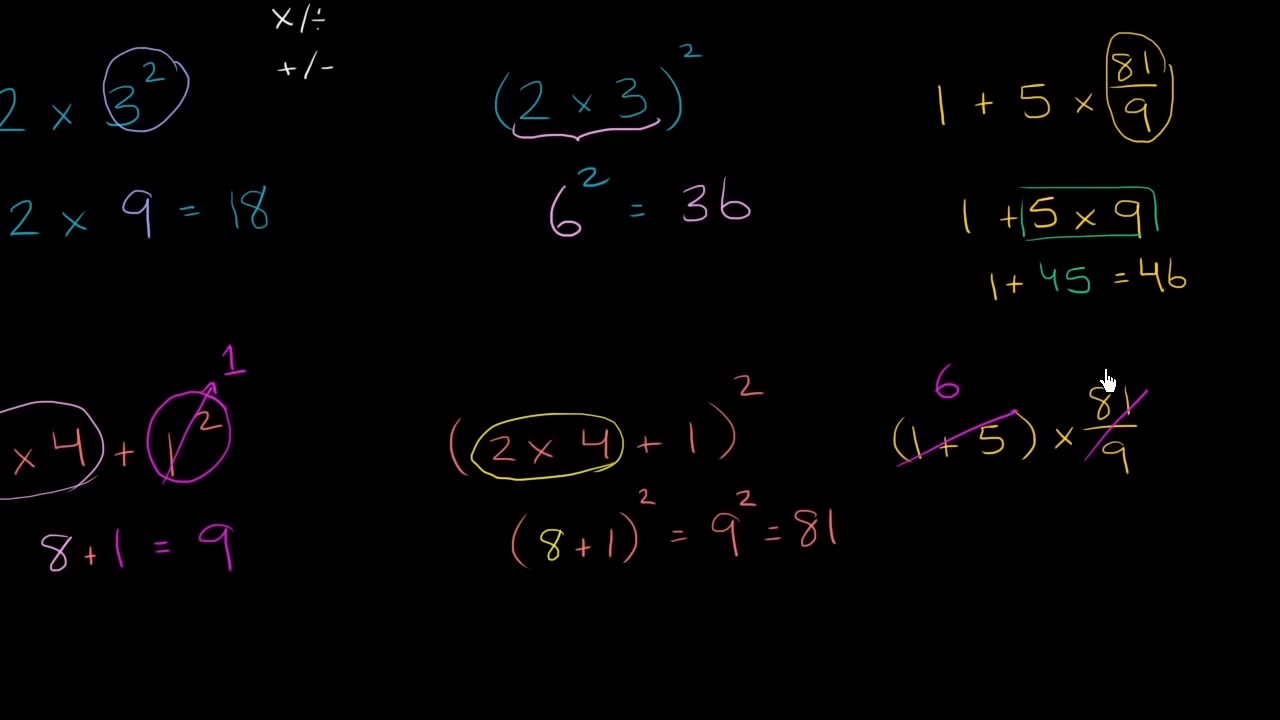 × / ÷
+ / −
2 × 3²
2 × 9 = 18
(2 × 3)²
6² = 36
1 + 5 × 81/9
1 + 5 × 9
1 + 45 = 46
1
× 4 + 1²
8 + 1 = 9
(2 × 4 + 1)²
(8 + 1)² = 9² = 81
6
(1 + 5) × 81/9